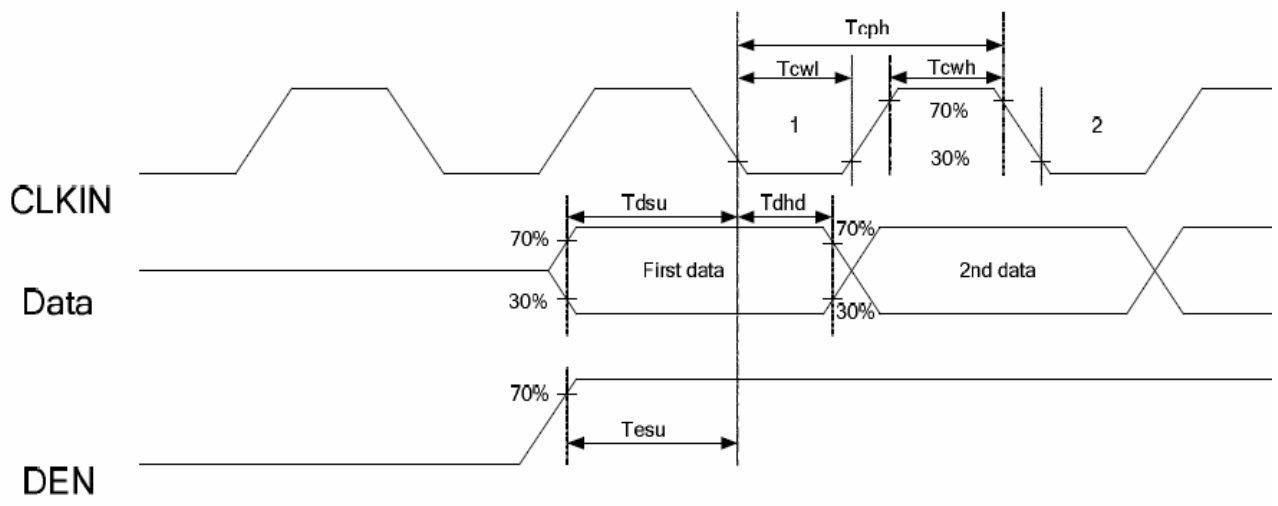 Tcph
Tcwl
Tcwh
1
70%
2
30%
CLKIN
Tdsu
Tdhd
70%
70%
First data
2nd data
Data
30%
30%
70%
Tesu
DEN